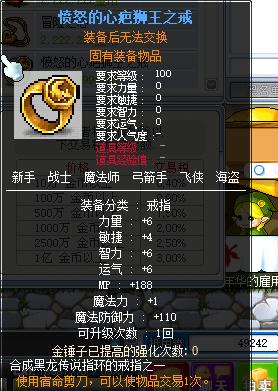 愤怒的心疤狮王之戒
装备后无法交换
固有装备物品
要求等级： 100
要求力量： -
要求敏捷： -
要求智力： -
要求运气： -
要求人气度： -
道具等级
道具经验值
新手 战士 魔法师 弓箭手 飞侠 海盗
装备分类 : 戒指
力量 : +6
敏捷 : +4
智力 : +6
运气 : +6
MP : +188
魔法力 : +1
魔法防御力 : +110
可升级次数 : 1回
金锤子已提高的强化次数: 0
合成黑龙传说指环的戒指之一
使用宿命剪刀，可以使物品交易1次。
49242